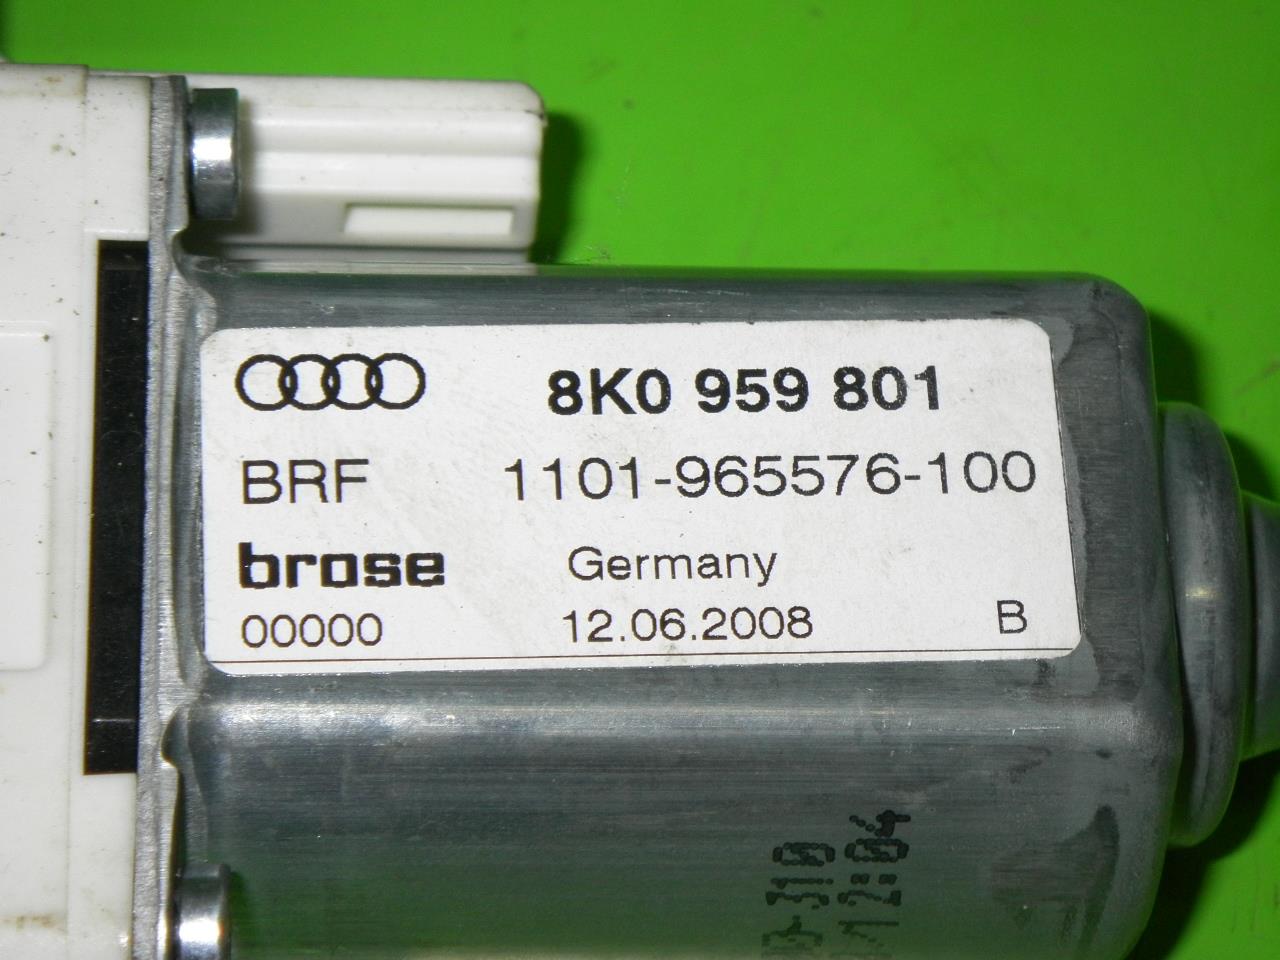 8K0 959 801
BRF 1101-965576-100
brose Germany
00000 12.06.2008 B